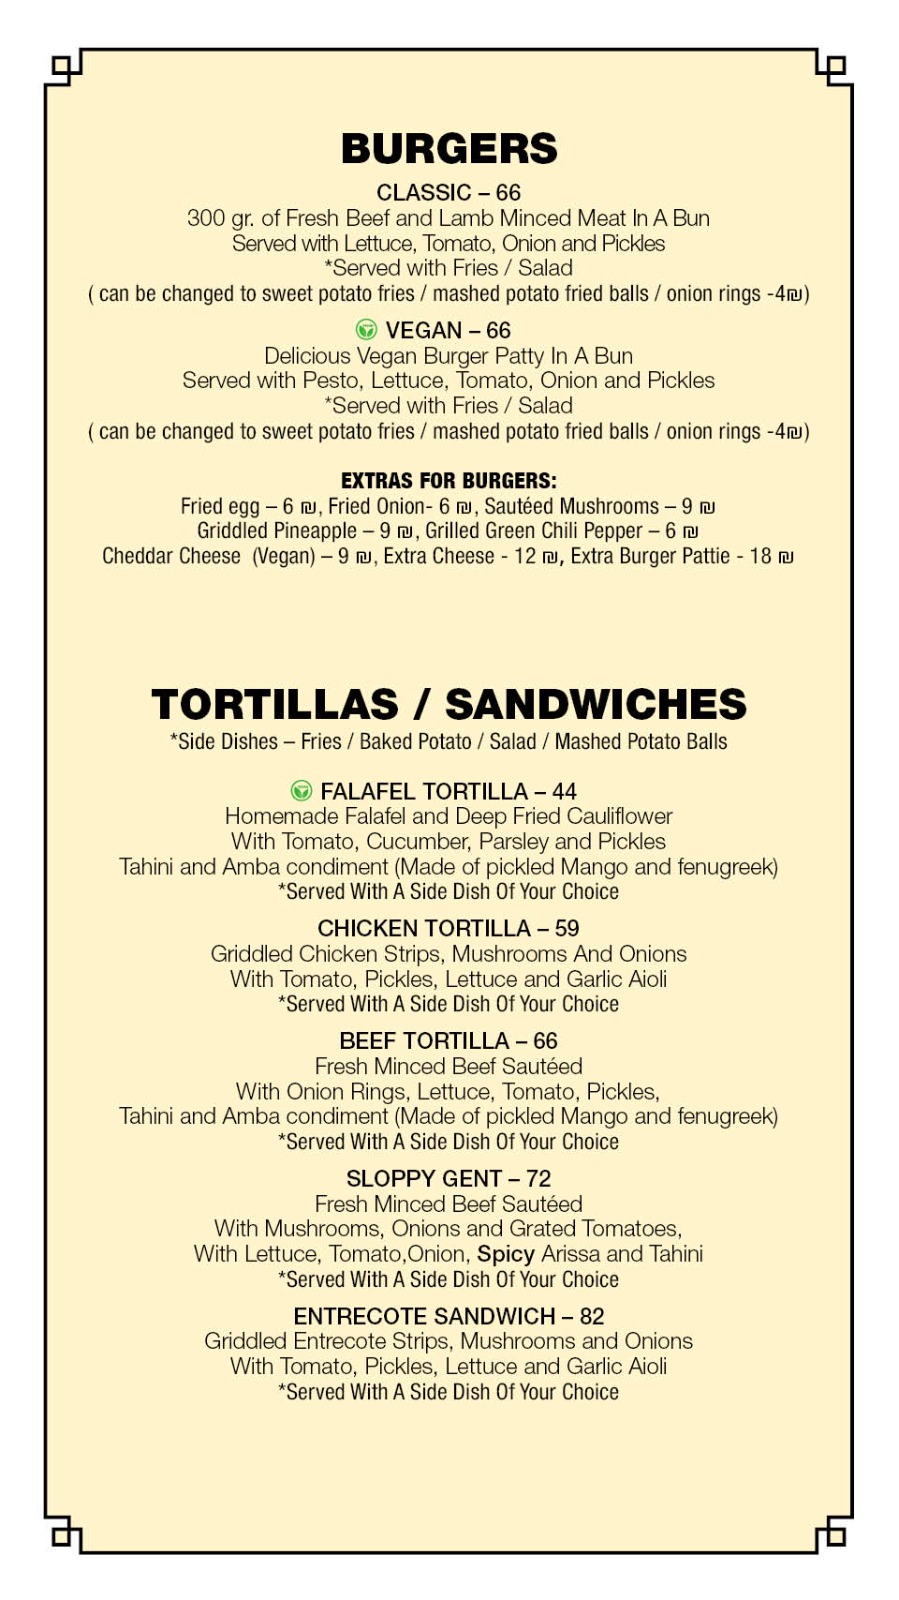 BURGERS
CLASSIC – 66
300 gr. of Fresh Beef and Lamb Minced Meat In A Bun
Served with Lettuce, Tomato, Onion and Pickles
*Served with Fries / Salad
( can be changed to sweet potato fries / mashed potato fried balls / onion rings -4₪)
VEGAN – 66
Delicious Vegan Burger Patty In A Bun
Served with Pesto, Lettuce, Tomato, Onion and Pickles
*Served with Fries / Salad
( can be changed to sweet potato fries / mashed potato fried balls / onion rings -4₪)
EXTRAS FOR BURGERS:
Fried egg – 6 ₪, Fried Onion- 6 ₪, Sautéed Mushrooms – 9 ₪
Griddled Pineapple – 9 ₪, Grilled Green Chili Pepper – 6 ₪
Cheddar Cheese (Vegan) – 9 ₪, Extra Cheese - 12 ₪, Extra Burger Pattie - 18 ₪
TORTILLAS / SANDWICHES
*Side Dishes – Fries / Baked Potato / Salad / Mashed Potato Balls
FALAFEL TORTILLA – 44
Homemade Falafel and Deep Fried Cauliflower
With Tomato, Cucumber, Parsley and Pickles
Tahini and Amba condiment (Made of pickled Mango and fenugreek)
*Served With A Side Dish Of Your Choice
CHICKEN TORTILLA – 59
Griddled Chicken Strips, Mushrooms And Onions
With Tomato, Pickles, Lettuce and Garlic Aioli
*Served With A Side Dish Of Your Choice
BEEF TORTILLA – 66
Fresh Minced Beef Sautéed
With Onion Rings, Lettuce, Tomato, Pickles,
Tahini and Amba condiment (Made of pickled Mango and fenugreek)
*Served With A Side Dish Of Your Choice
SLOPPY GENT – 72
Fresh Minced Beef Sautéed
With Mushrooms, Onions and Grated Tomatoes,
With Lettuce, Tomato,Onion, Spicy Arissa and Tahini
*Served With A Side Dish Of Your Choice
ENTRECOTE SANDWICH – 82
Griddled Entrecote Strips, Mushrooms and Onions
With Tomato, Pickles, Lettuce and Garlic Aioli
*Served With A Side Dish Of Your Choice